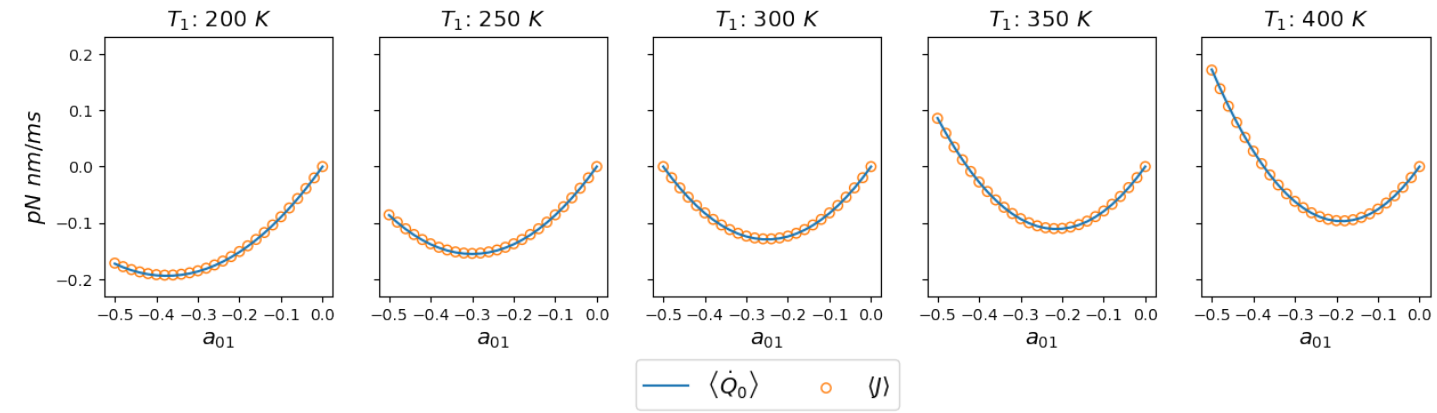 T₁: 200 K T₁: 250 K T₁: 300 K T₁: 350 K T₁: 400 K
0.2
0.1
0.0
−0.1
−0.2
pN nm/ms
−0.5 −0.4 −0.3 −0.2 −0.1 0.0 −0.5 −0.4 −0.3 −0.2 −0.1 0.0 −0.5 −0.4 −0.3 −0.2 −0.1 0.0 −0.5 −0.4 −0.3 −0.2 −0.1 0.0 −0.5 −0.4 −0.3 −0.2 −0.1 0.0
a₀₁ a₀₁ a₀₁ a₀₁ a₀₁
⟨Q̇₀⟩ ⟨J⟩